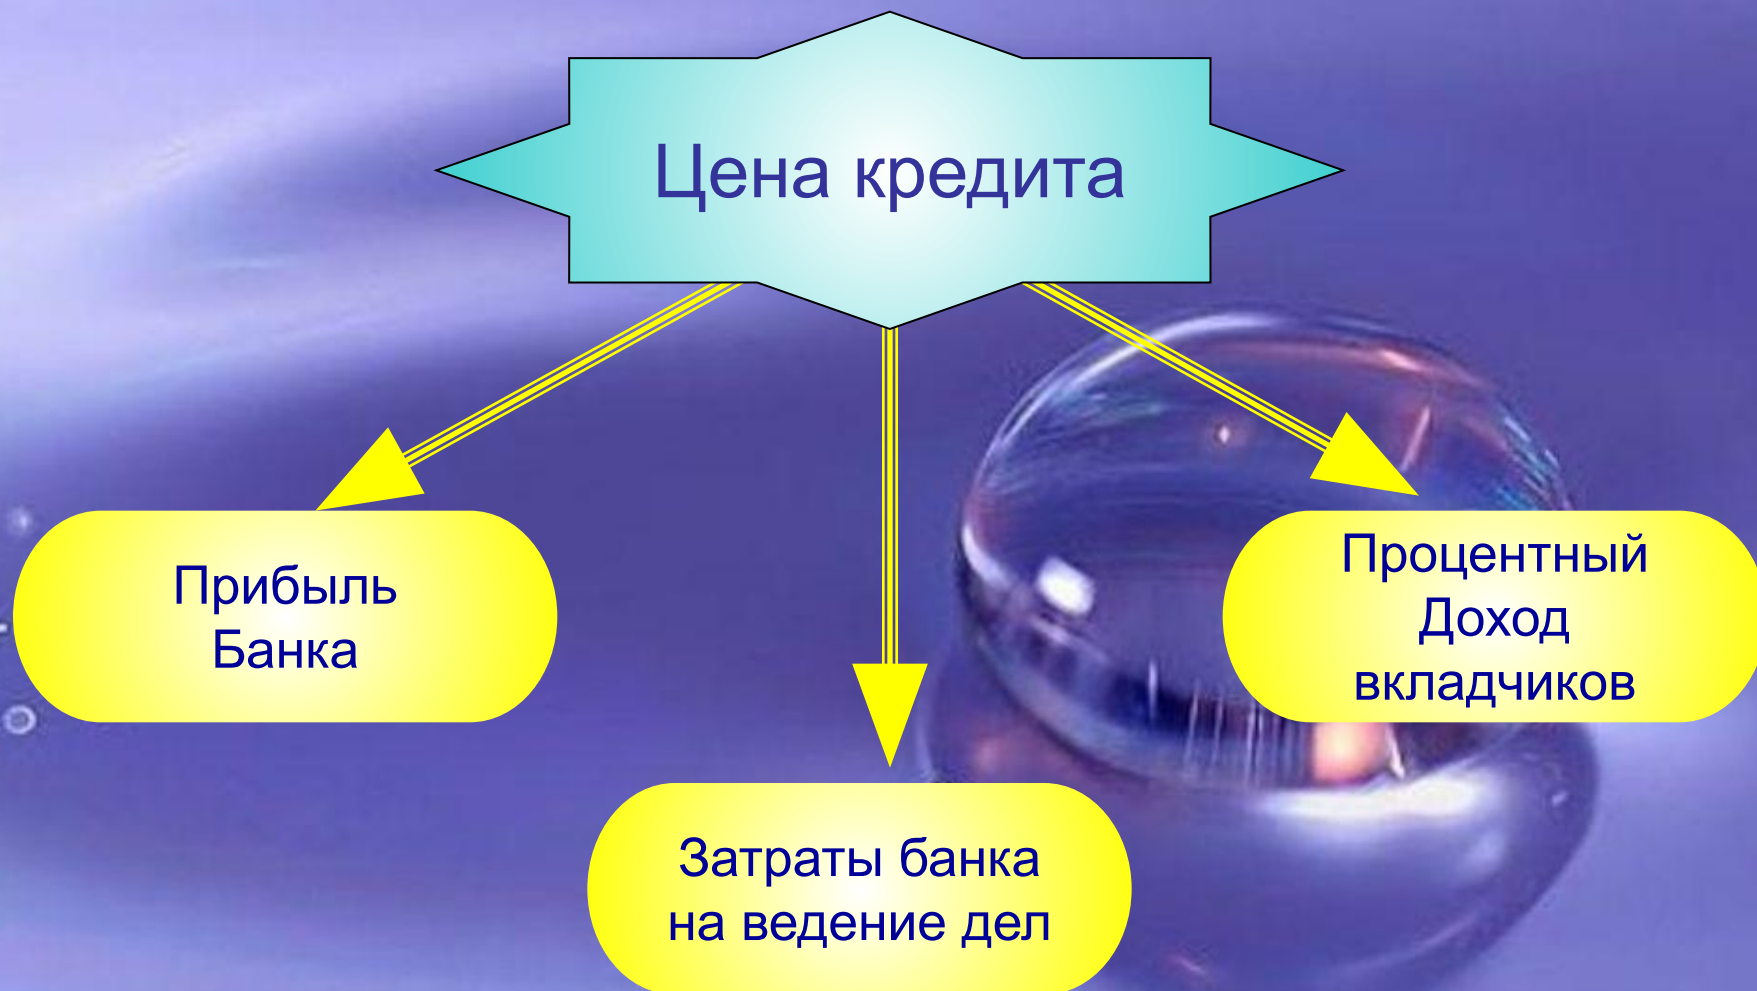 Цена кредита
Прибыль
Банка
Процентный
Доход
вкладчиков
Затраты банка
на ведение дел